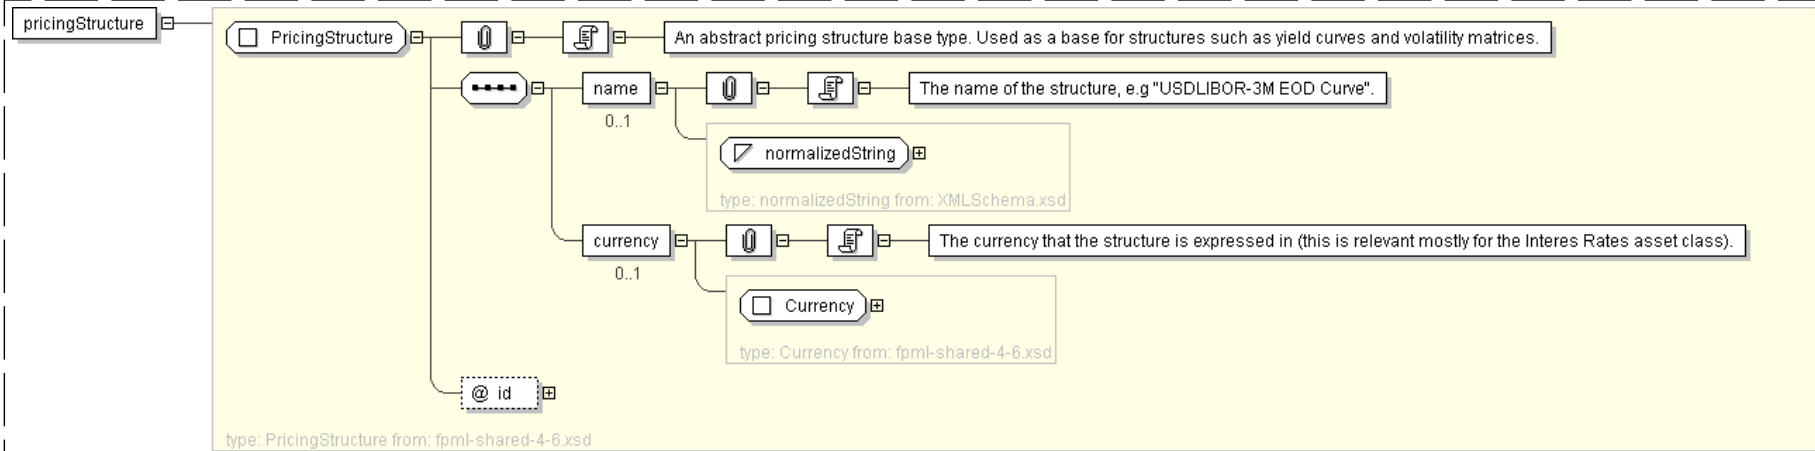 pricingStructure
PricingStructure
An abstract pricing structure base type. Used as a base for structures such as yield curves and volatility matrices.
name
The name of the structure, e.g "USDLIBOR-3M EOD Curve".
0..1
normalizedString
type: normalizedString from: XMLSchema.xsd
currency
The currency that the structure is expressed in (this is relevant mostly for the Interes Rates asset class).
0..1
Currency
type: Currency from: fpml-shared-4-6.xsd
@ id
type: PricingStructure from: fpml-shared-4-6.xsd